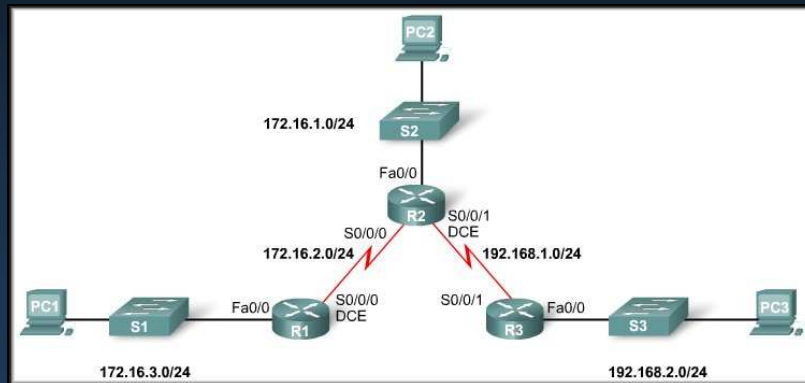 PC2
172.16.1.0/24
S2
Fa0/0
R2
S0/0/0
S0/0/1
DCE
172.16.2.0/24
192.168.1.0/24
PC1
S1
Fa0/0
R1
S0/0/0
DCE
S0/0/1
R3
Fa0/0
S3
PC3
172.16.3.0/24
192.168.2.0/24